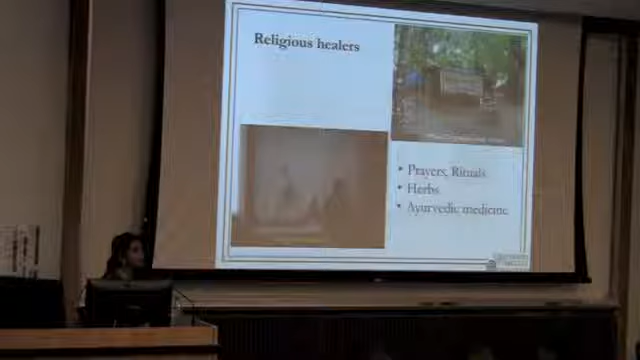 Religious healers
• Prayers, Rituals
• Herbs
• Ayurvedic medicine